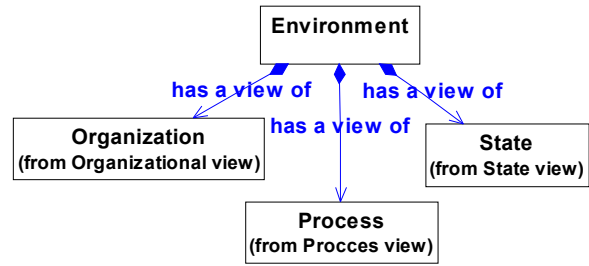 Environment
has a view of
has a view of
has a view of
Organization
(from Organizational view)
State
(from State view)
Process
(from Procces view)